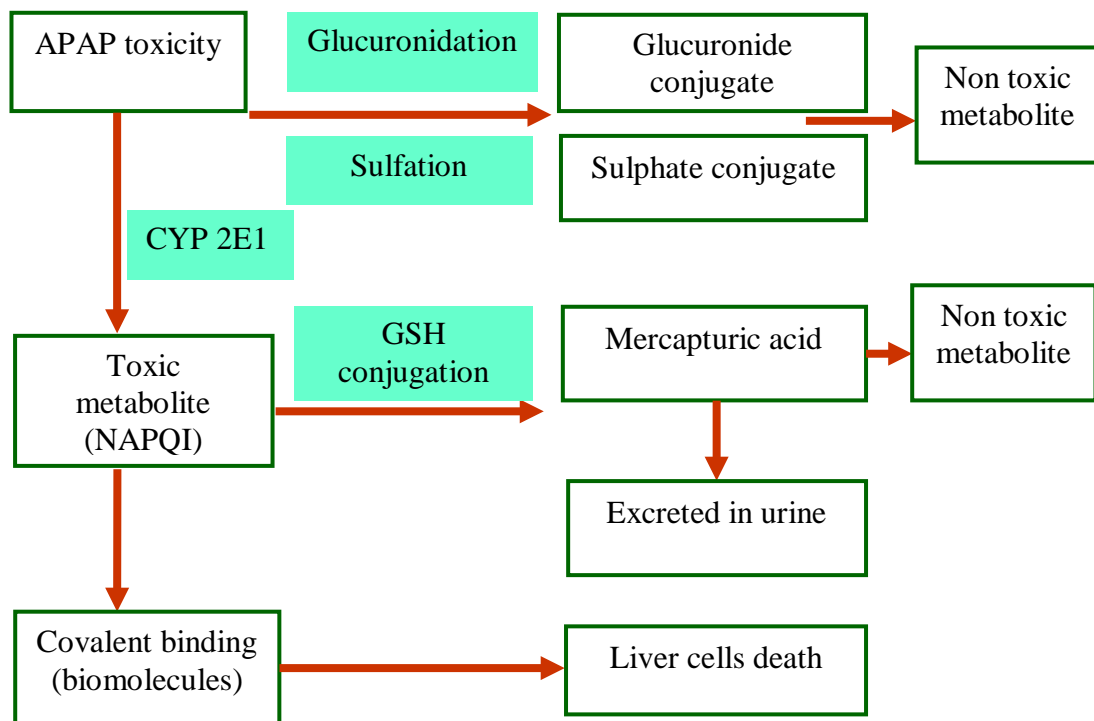 APAP toxicity
Glucuronidation
Glucuronide
conjugate
Non toxic
metabolite
Sulfation
Sulphate conjugate
CYP 2E1
Toxic
metabolite
(NAPQI)
GSH
conjugation
Mercapturic acid
Non toxic
metabolite
Excreted in urine
Covalent binding
(biomolecules)
Liver cells death